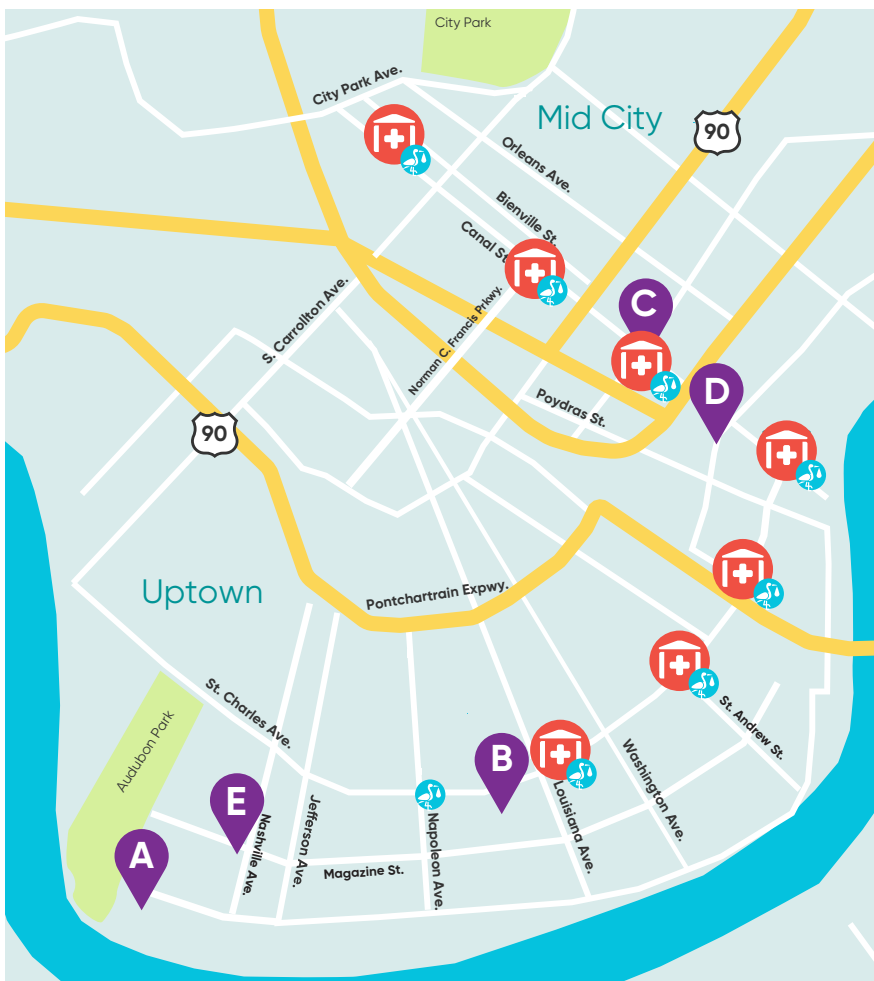 City Park
City Park Ave.
Mid City
90
Orleans Ave.
Bienville St.
Canal St.
S. Carrollton Ave.
Norman C. Francis Prkwy.
C
D
Poydras St.
90
Uptown
Pontchartrain Expwy.
St. Charles Ave.
Audubon Park
St. Andrew St.
B
Washington Ave.
Louisiana Ave.
E
A
Nashville Ave.
Jefferson Ave.
Napoleon Ave.
Magazine St.